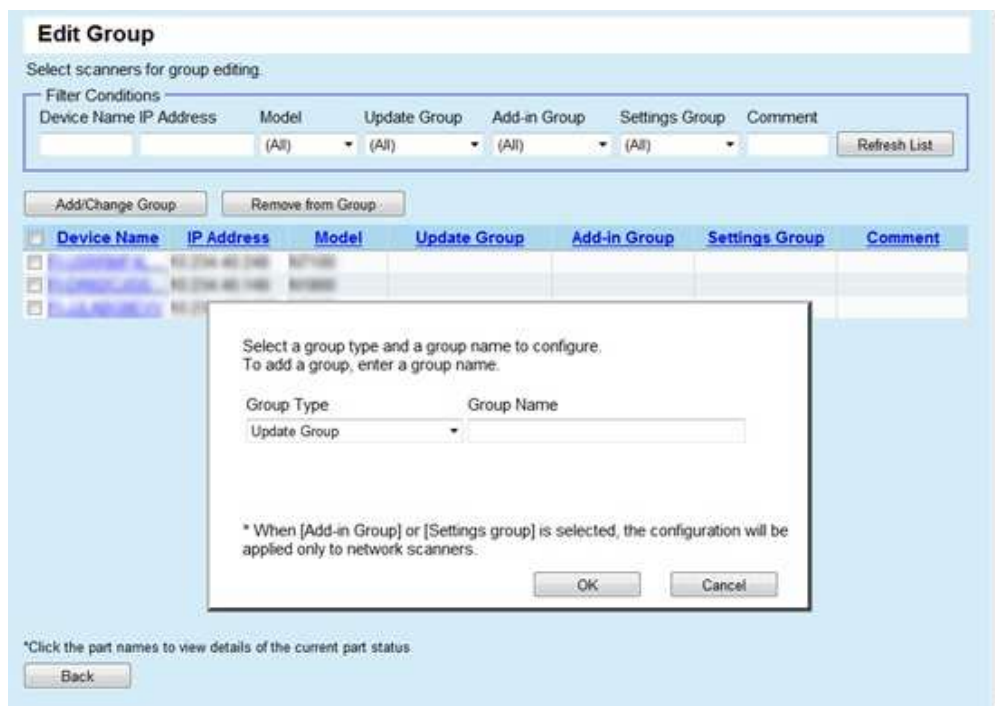 Edit Group
Select scanners for group editing.
Filter Conditions
Device Name IP Address Model Update Group Add-in Group Settings Group Comment
(All) (All) (All) (All) Refresh List
Add/Change Group Remove from Group
Device Name IP Address Model Update Group Add-in Group Settings Group Comment
Select a group type and a group name to configure.
To add a group, enter a group name.
Group Type Group Name
Update Group
* When [Add-in Group] or [Settings group] is selected, the configuration will be
applied only to network scanners.
OK Cancel
*Click the part names to view details of the current part status
Back